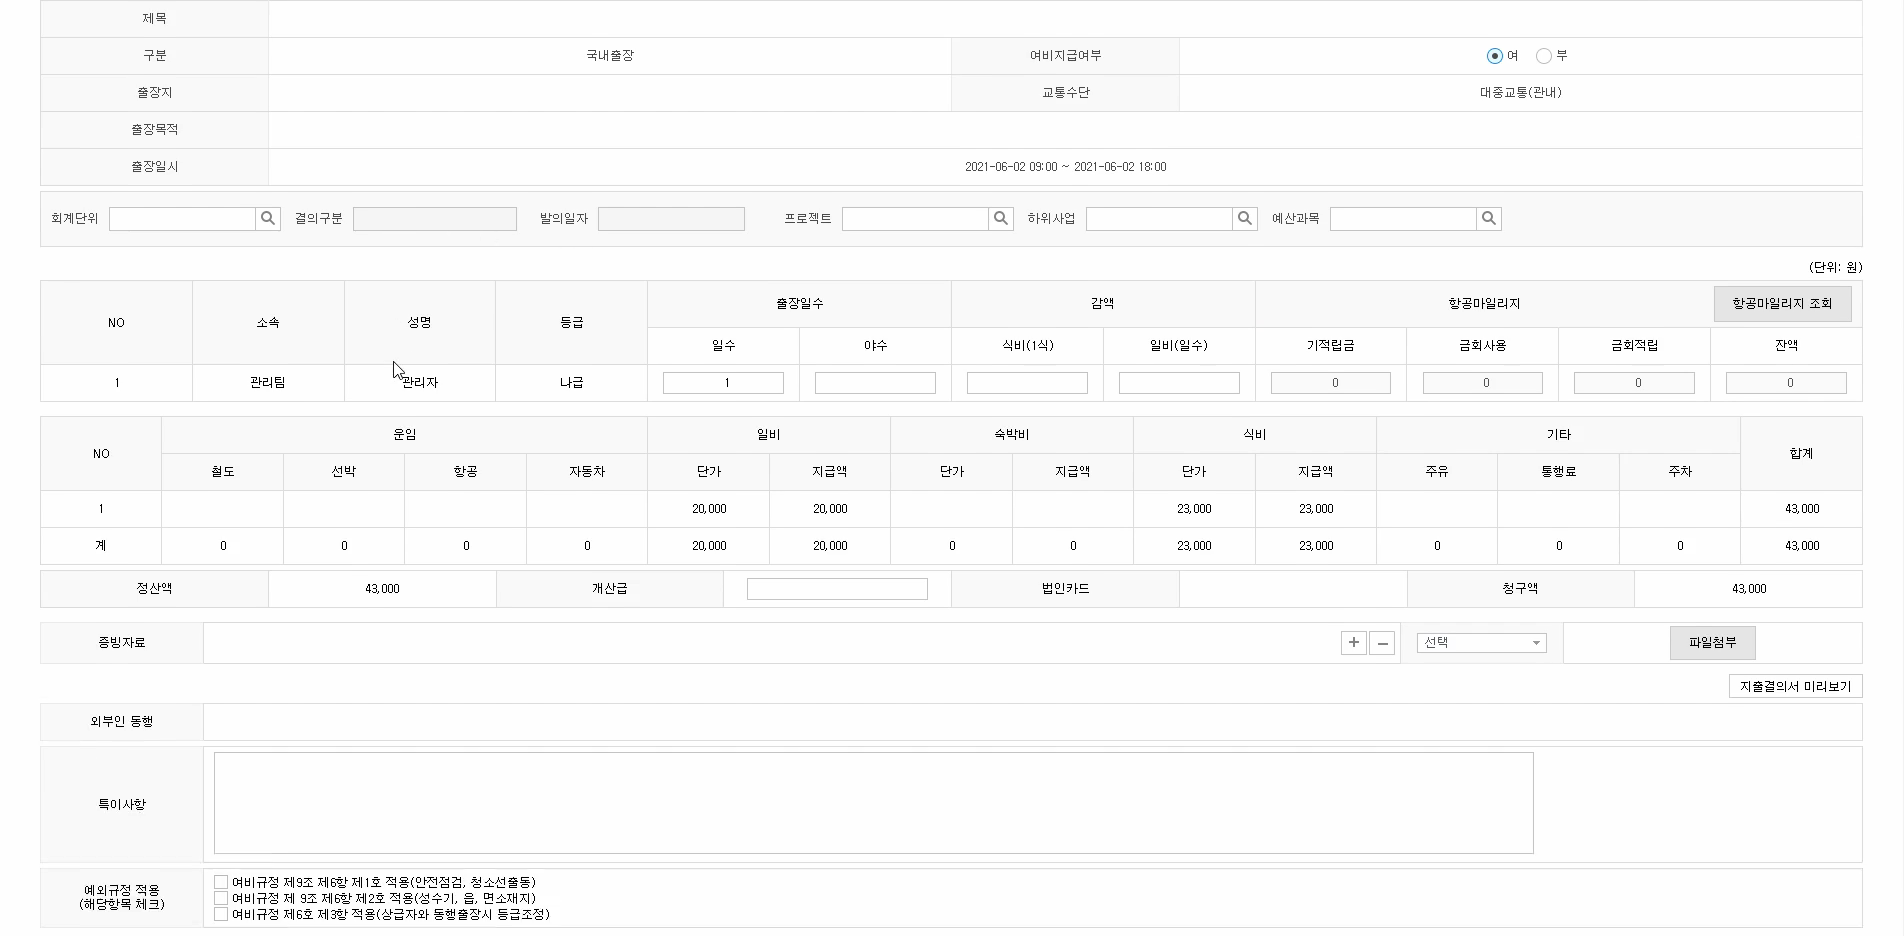 제목
구분 국내출장 여비지급여부 여 부
출장지 교통수단 대중교통(관내)
출장목적
출장일시 2021-06-02 09:00 ~ 2021-06-02 18:00
회계단위 결의구분 발의일자 프로젝트 하위사업 예산과목
(단위: 원)
NO 소속 성명 등급 출장일수 감액 항공마일리지 항공마일리지 조회
일수 야수 식비(1식) 일비(일수) 기적립금 금회사용 금회적립 잔액
1 관리팀 관리자 나급 1 0 0 0 0
NO 운임 일비 숙박비 식비 기타 합계
철도 선박 항공 자동차 단가 지급액 단가 지급액 단가 지급액 주유 통행료 주차
1 20,000 20,000 23,000 23,000 43,000
계 0 0 0 0 20,000 20,000 0 0 23,000 23,000 0 0 0 43,000
정산액 43,000 개산급 법인카드 청구액 43,000
증빙자료 + − 선택 파일첨부
지출결의서 미리보기
외부인 동행
특이사항
예외규정 적용
(해당항목 체크)
여비규정 제9조 제6항 제1호 적용(안전점검, 청소선출동)
여비규정 제 9조 제6항 제2호 적용(성수기, 읍, 면소재지)
여비규정 제6호 제3항 적용(상급자와 동행출장시 등급조정)